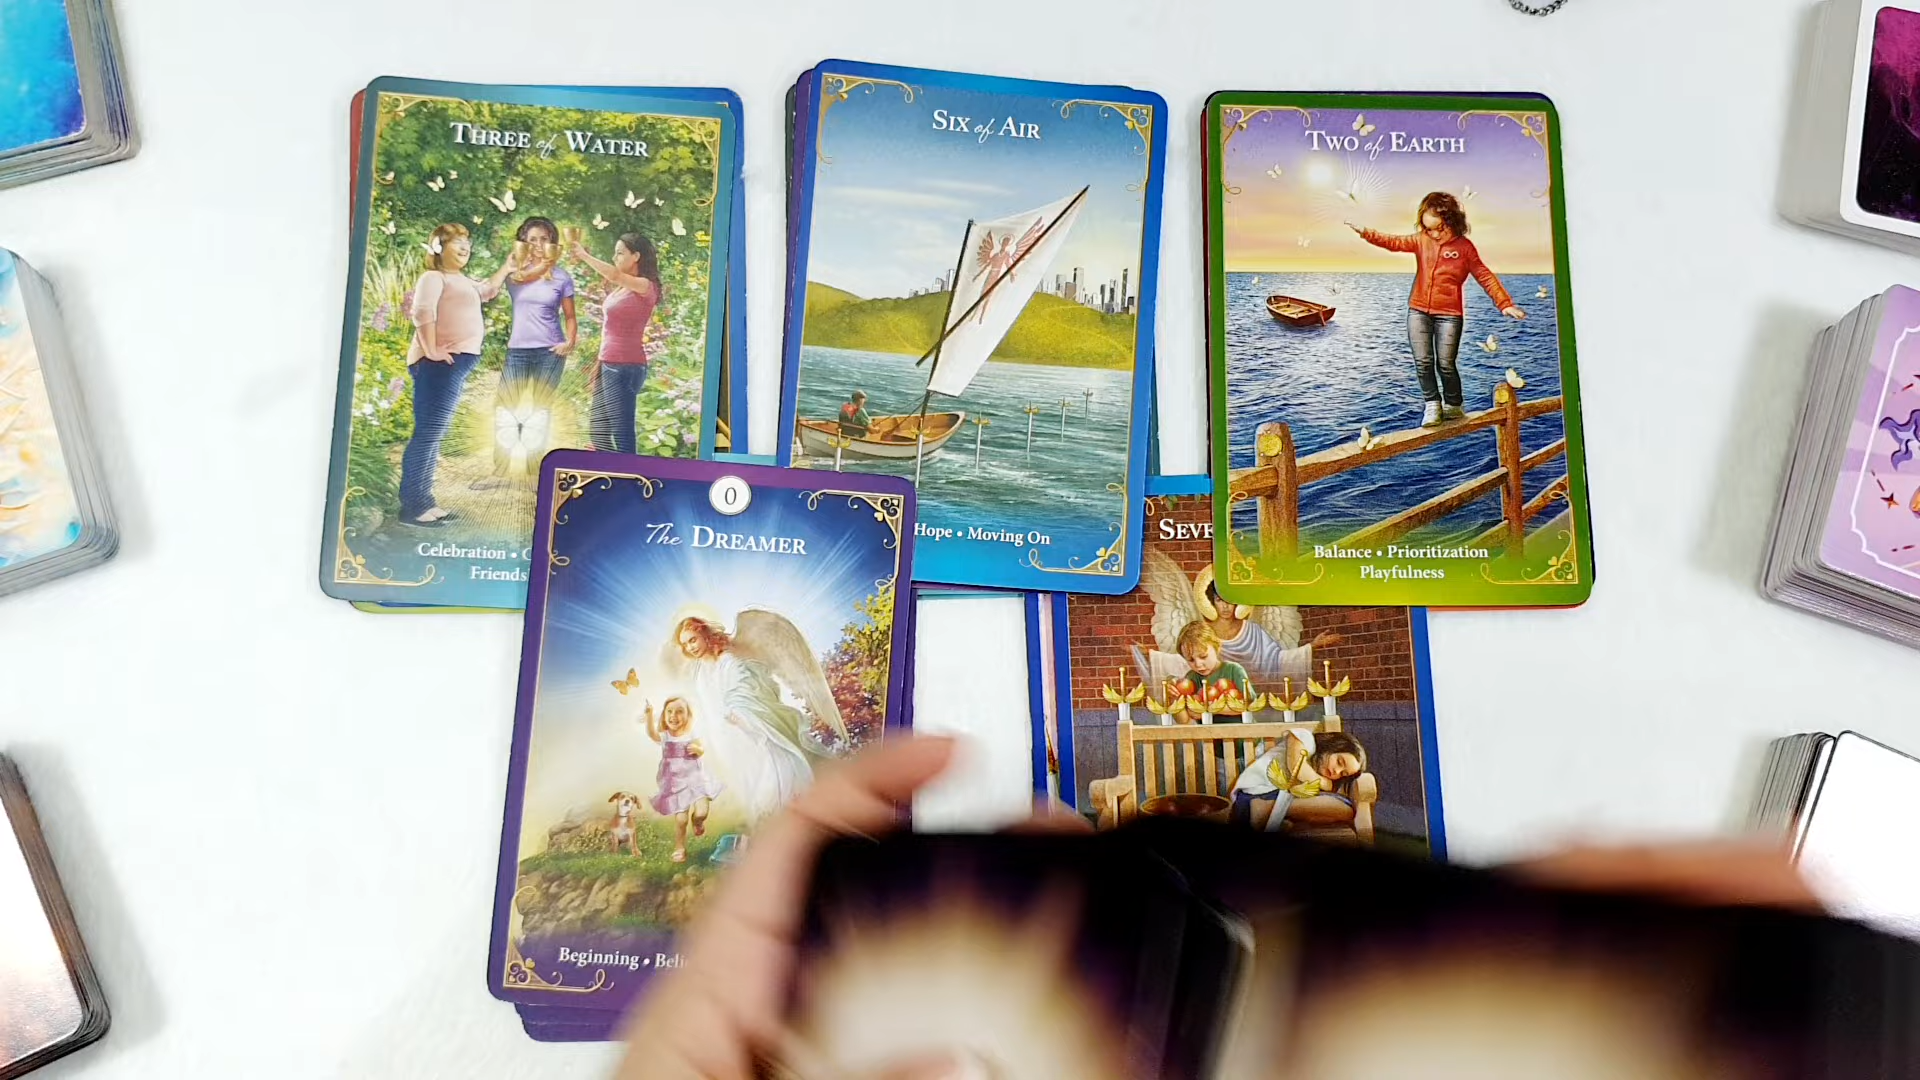 THREE of WATER
SIX of AIR
TWO of EARTH
Celebration •
Hope • Moving On
Balance • Prioritization
Playfulness
0
The DREAMER
Beginning •